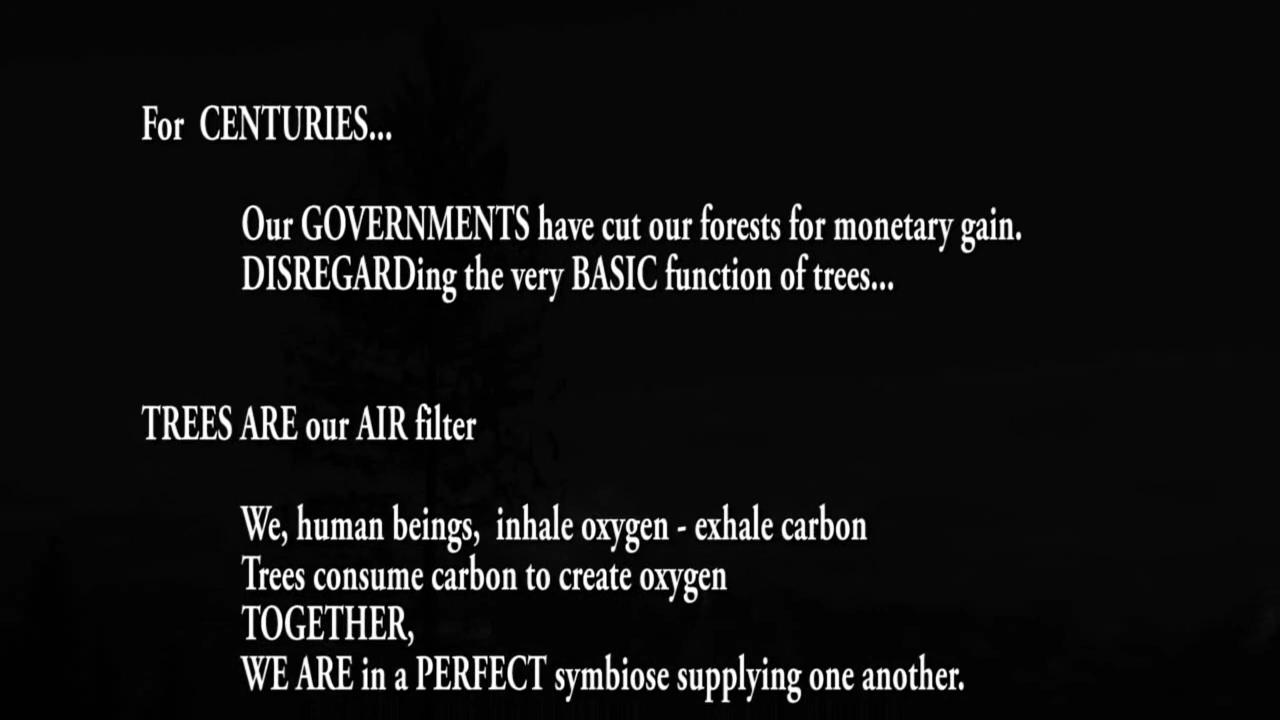 For  CENTURIES...
Our GOVERNMENTS have cut our forests for monetary gain.
DISREGARDing the very BASIC function of trees...
TREES ARE our AIR filter
We, human beings,  inhale oxygen - exhale carbon
Trees consume carbon to create oxygen
TOGETHER,
WE ARE in a PERFECT symbiose supplying one another.